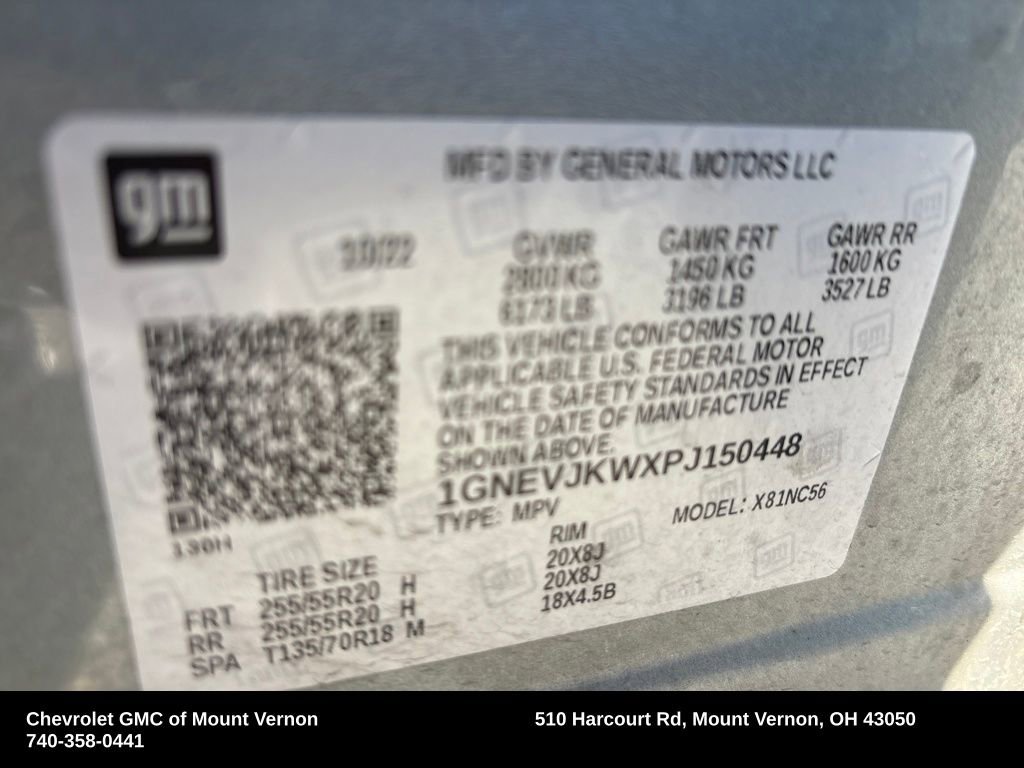 gm
MFD BY GENERAL MOTORS LLC
GVWR GAWR FRT GAWR RR
2800 KG 1450 KG 1600 KG
6173 LB 3196 LB 3527 LB
THIS VEHICLE CONFORMS TO ALL
APPLICABLE U.S. FEDERAL MOTOR
VEHICLE SAFETY STANDARDS IN EFFECT
ON THE DATE OF MANUFACTURE
SHOWN ABOVE.
1GNEVJKWXPJ150448
TYPE: MPV MODEL: X81NC56
130H
TIRE SIZE RIM
FRT 255/55R20 H 20X8J
RR 255/55R20 H 20X8J
SPA T135/70R18 M 18X4.5B
Chevrolet GMC of Mount Vernon 510 Harcourt Rd, Mount Vernon, OH 43050
740-358-0441